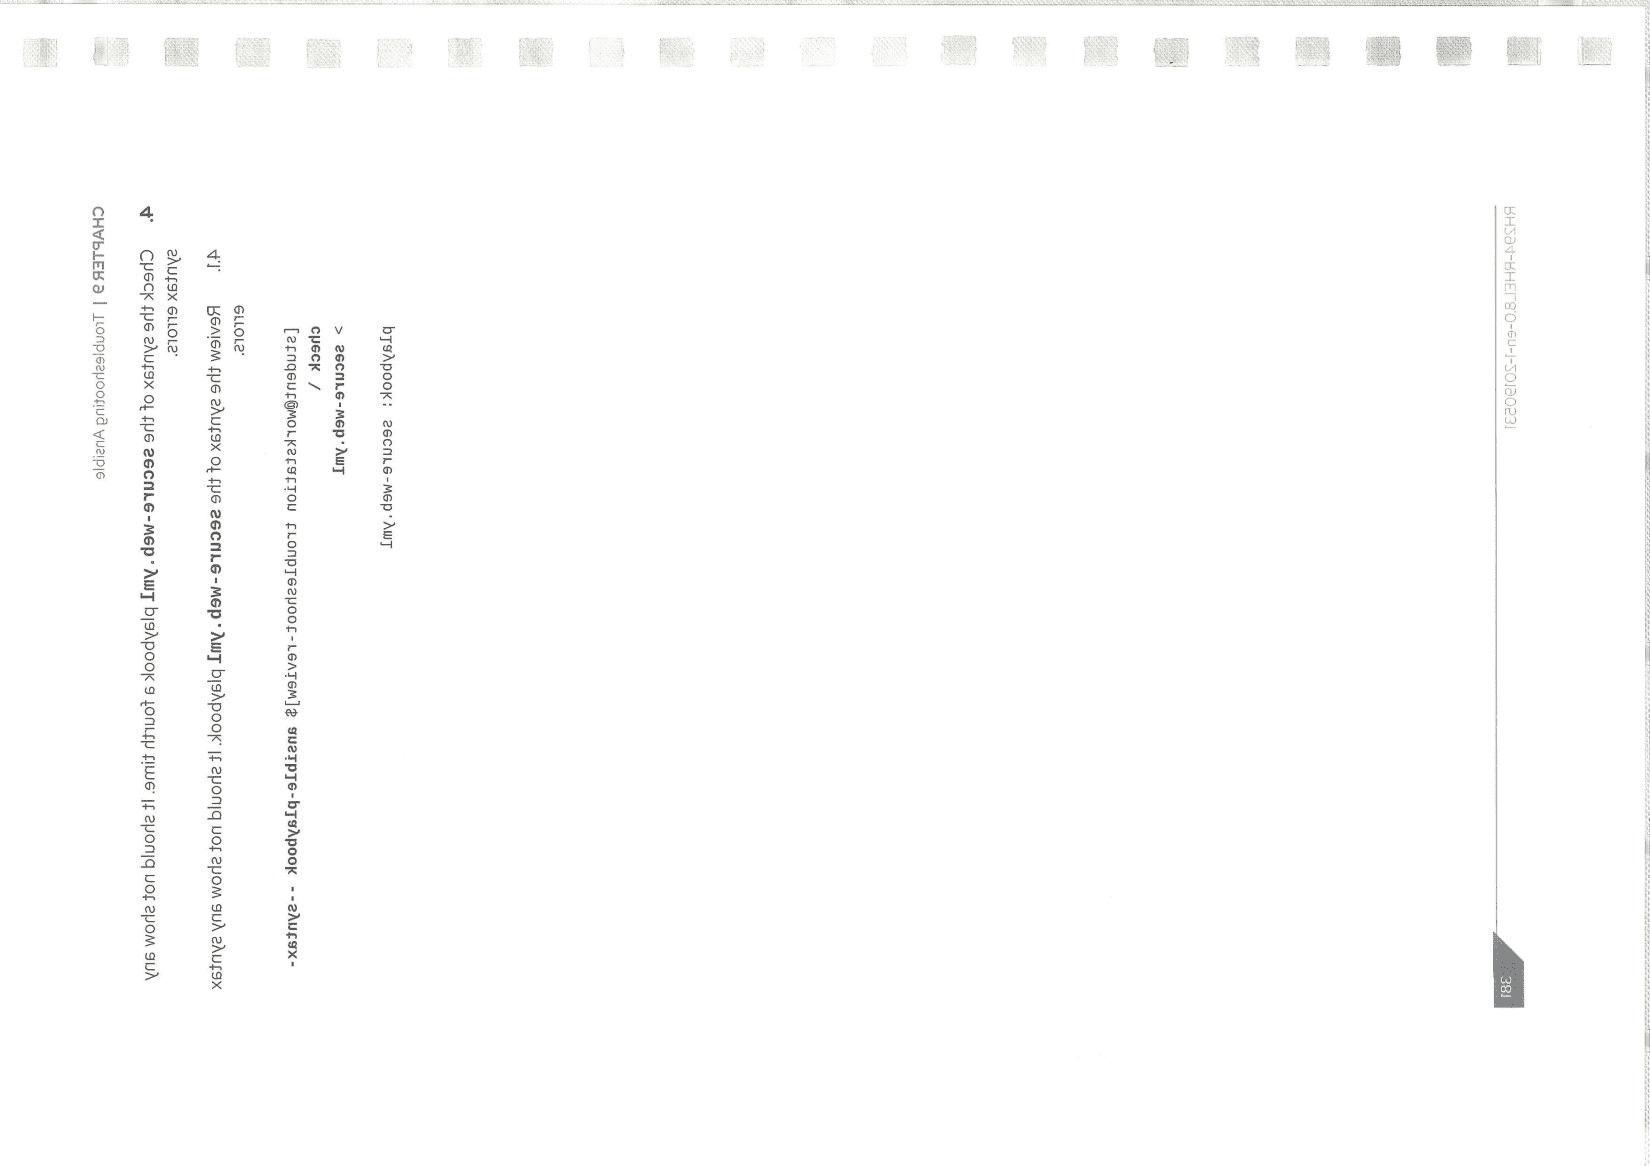 CHAPTER 9 | Troubleshooting Ansible
4. Check the syntax of the secure-web.yml playbook a fourth time. It should not show any
syntax errors.
4.1. Review the syntax of the secure-web.yml playbook. It should not show any syntax
errors.
[student@workstation troubleshoot-review]$ ansible-playbook --syntax-
check /
> secure-web.yml
playbook: secure-web.yml
RH294-RHEL8.0-en-1-20190531
381